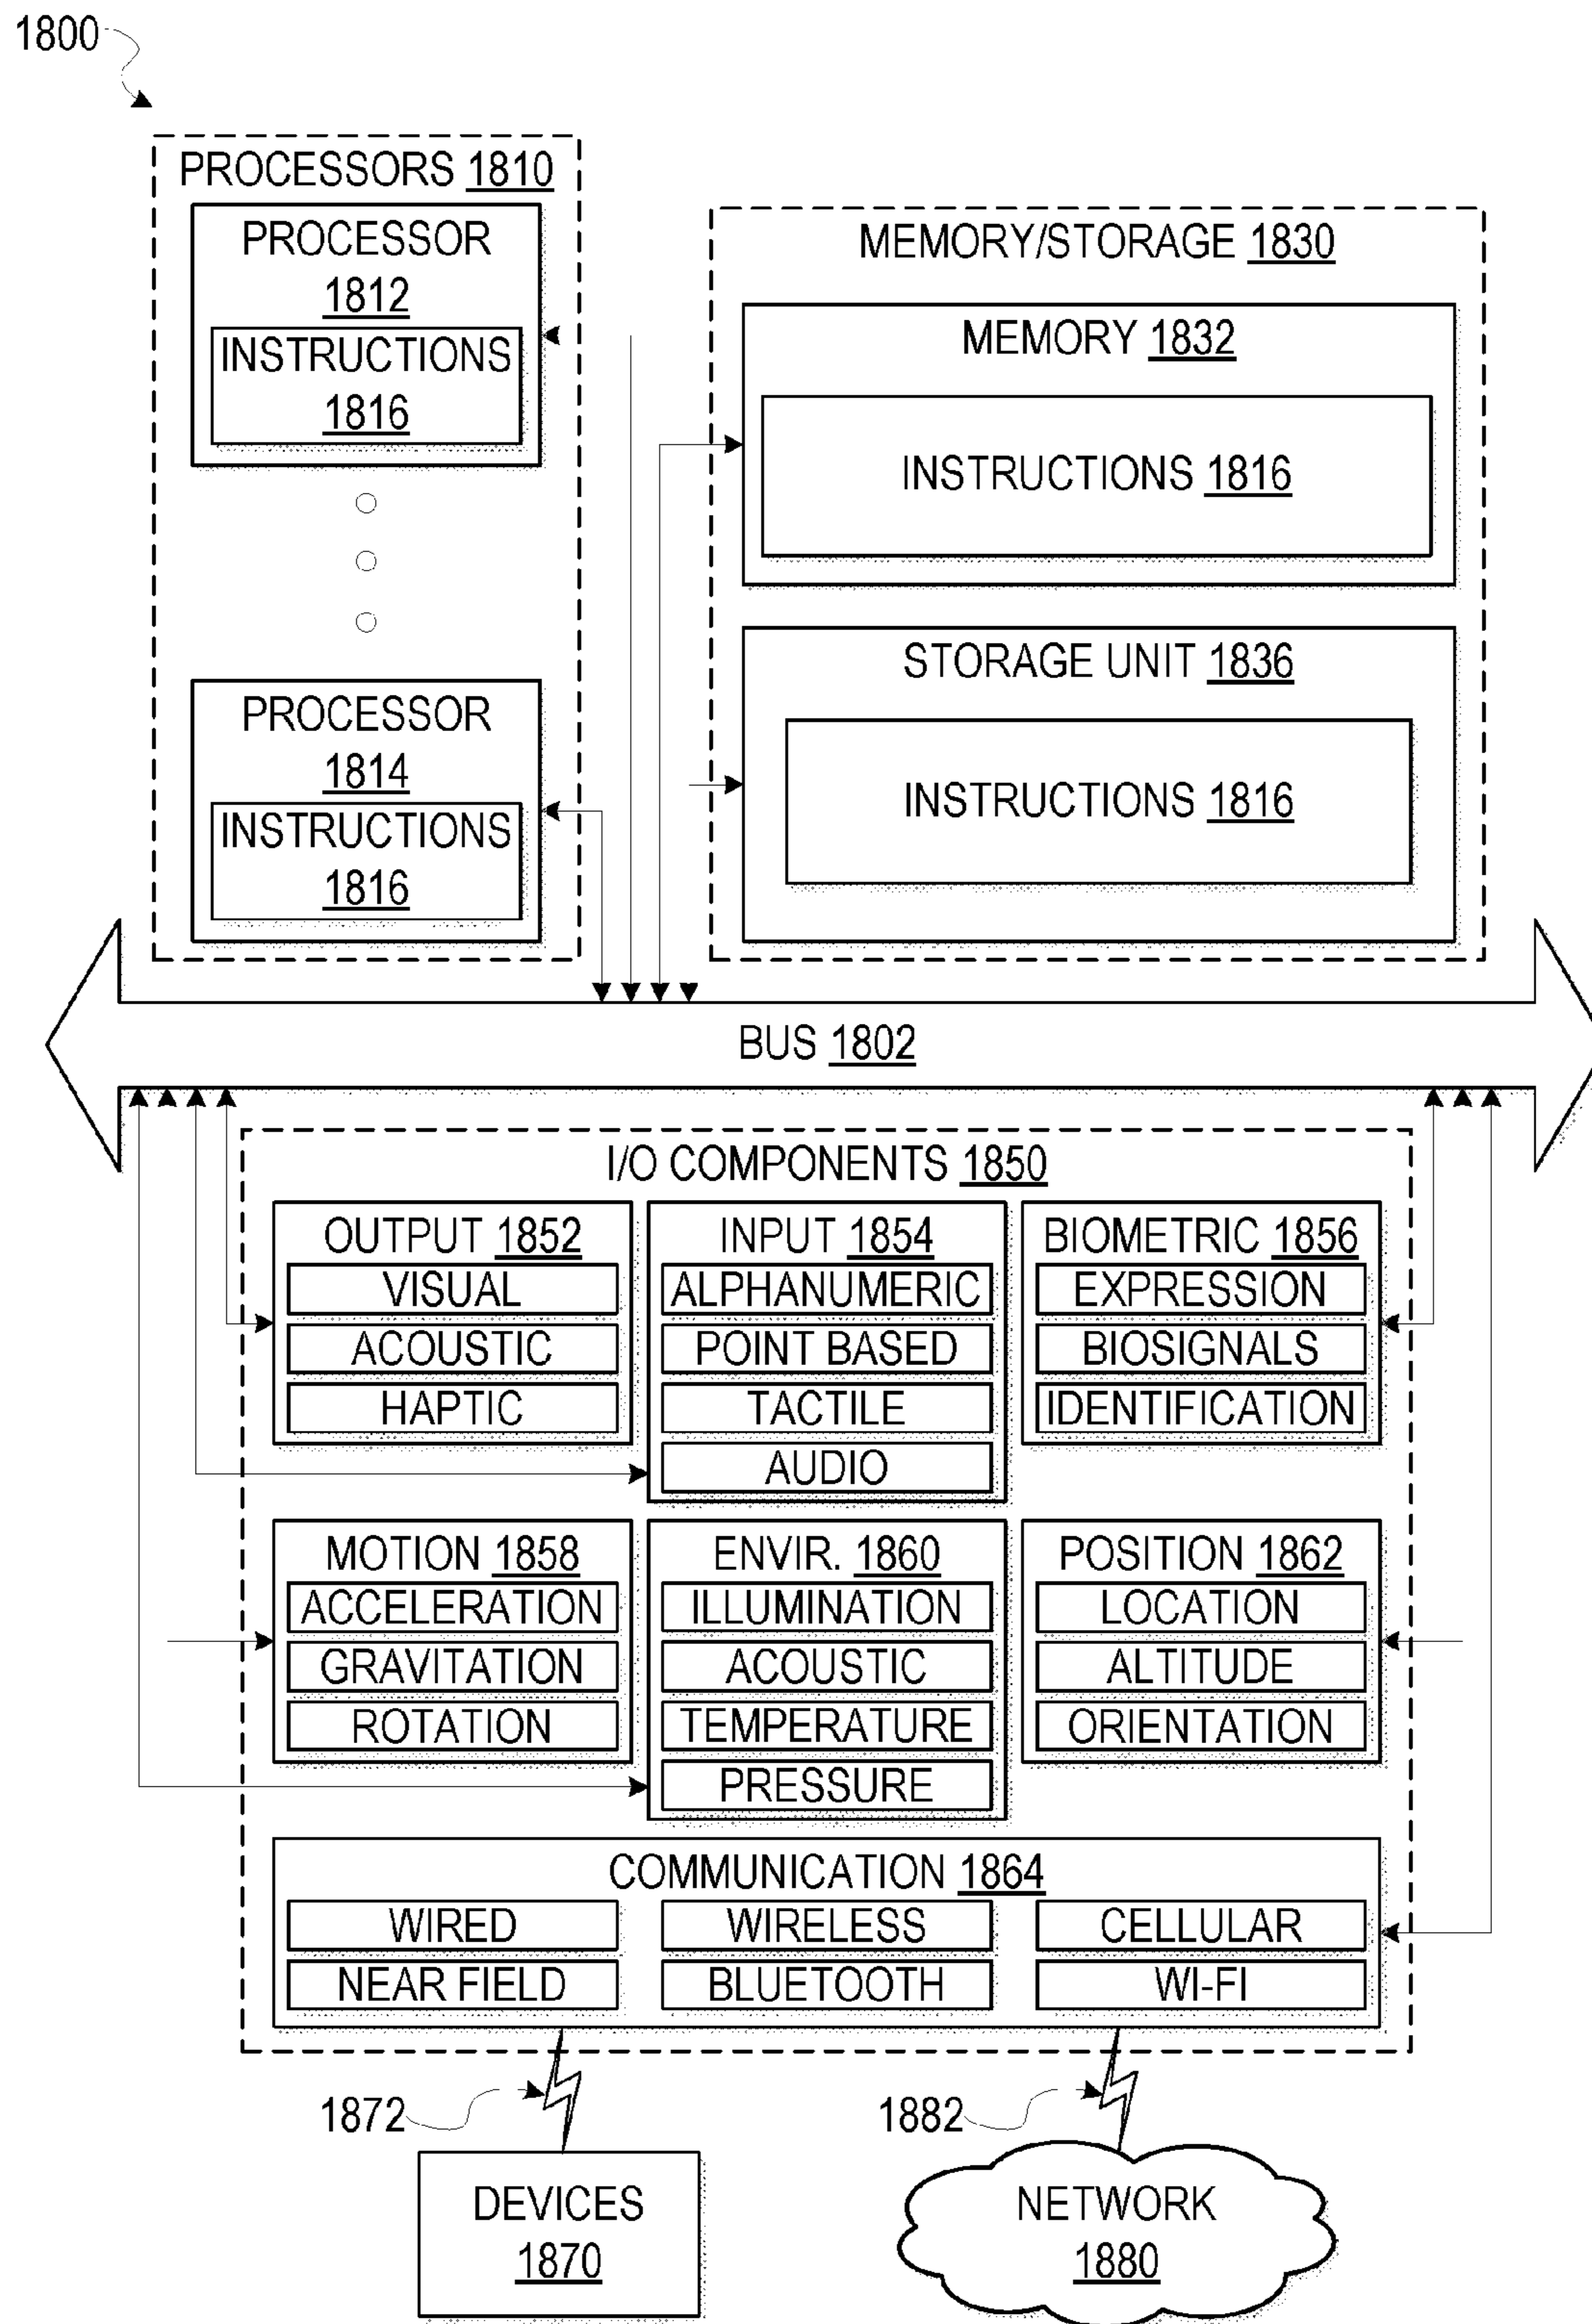 1800
PROCESSORS 1810
PROCESSOR
1812
INSTRUCTIONS
1816
PROCESSOR
1814
INSTRUCTIONS
1816
MEMORY/STORAGE 1830
MEMORY 1832
INSTRUCTIONS 1816
STORAGE UNIT 1836
INSTRUCTIONS 1816
BUS 1802
I/O COMPONENTS 1850
OUTPUT 1852
VISUAL
ACOUSTIC
HAPTIC
INPUT 1854
ALPHANUMERIC
POINT BASED
TACTILE
AUDIO
BIOMETRIC 1856
EXPRESSION
BIOSIGNALS
IDENTIFICATION
MOTION 1858
ACCELERATION
GRAVITATION
ROTATION
ENVIR. 1860
ILLUMINATION
ACOUSTIC
TEMPERATURE
PRESSURE
POSITION 1862
LOCATION
ALTITUDE
ORIENTATION
COMMUNICATION 1864
WIRED
WIRELESS
CELLULAR
NEAR FIELD
BLUETOOTH
WI-FI
1872
1882
DEVICES
1870
NETWORK
1880